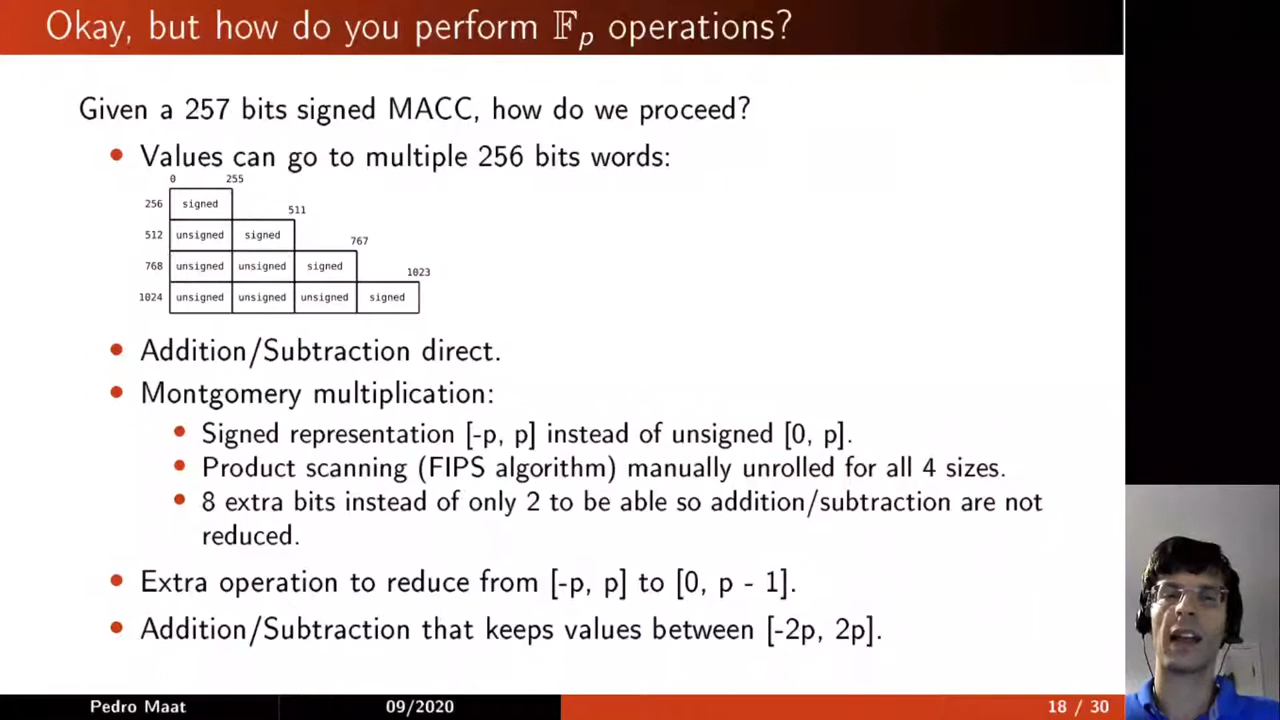 Okay, but how do you perform 𝔽p operations?
Given a 257 bits signed MACC, how do we proceed?
• Values can go to multiple 256 bits words:
0 255
256 signed 511
512 unsigned signed 767
768 unsigned unsigned signed 1023
1024 unsigned unsigned unsigned signed
• Addition/Subtraction direct.
• Montgomery multiplication:
• Signed representation [-p, p] instead of unsigned [0, p].
• Product scanning (FIPS algorithm) manually unrolled for all 4 sizes.
• 8 extra bits instead of only 2 to be able so addition/subtraction are not
reduced.
• Extra operation to reduce from [-p, p] to [0, p - 1].
• Addition/Subtraction that keeps values between [-2p, 2p].
Pedro Maat 09/2020 18 / 30